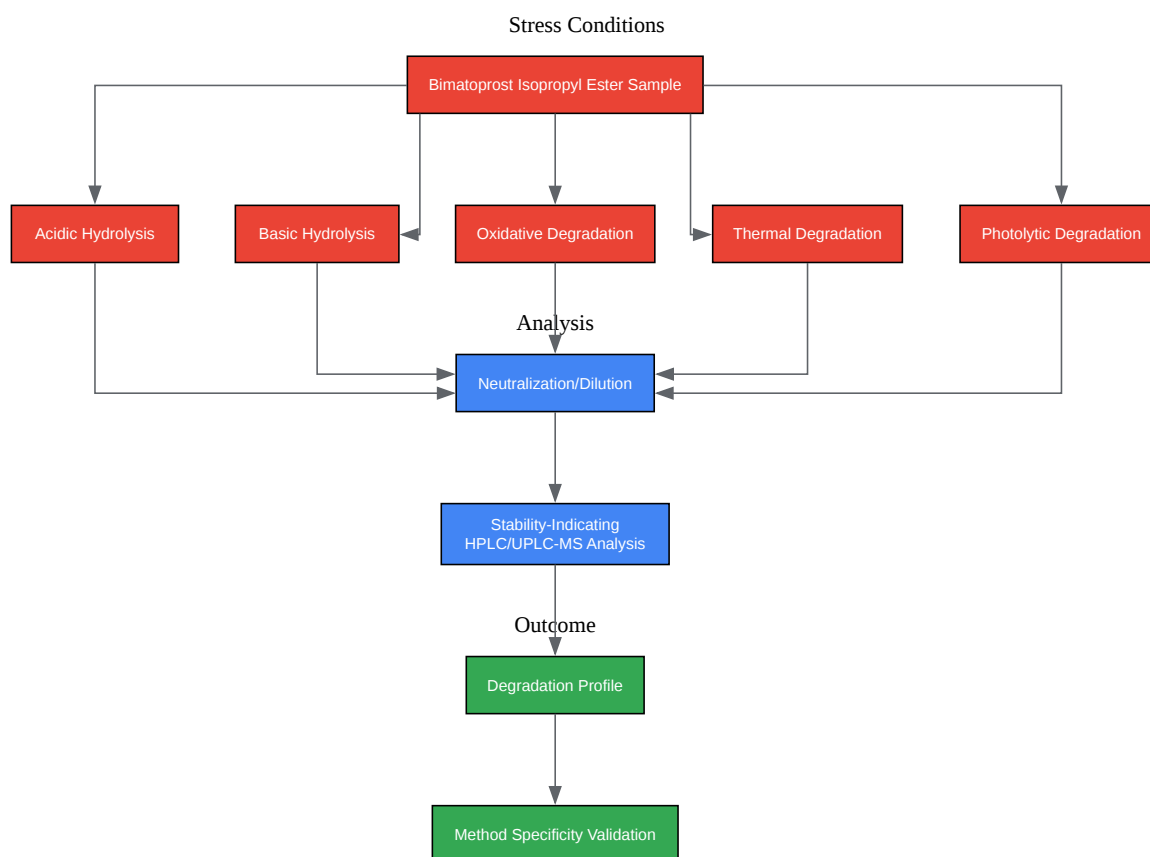 Stress Conditions
Bimatoprost Isopropyl Ester Sample
Acidic Hydrolysis
Basic Hydrolysis
Oxidative Degradation
Thermal Degradation
Photolytic Degradation
Analysis
Neutralization/Dilution
Stability-Indicating
HPLC/UPLC-MS Analysis
Outcome
Degradation Profile
Method Specificity Validation